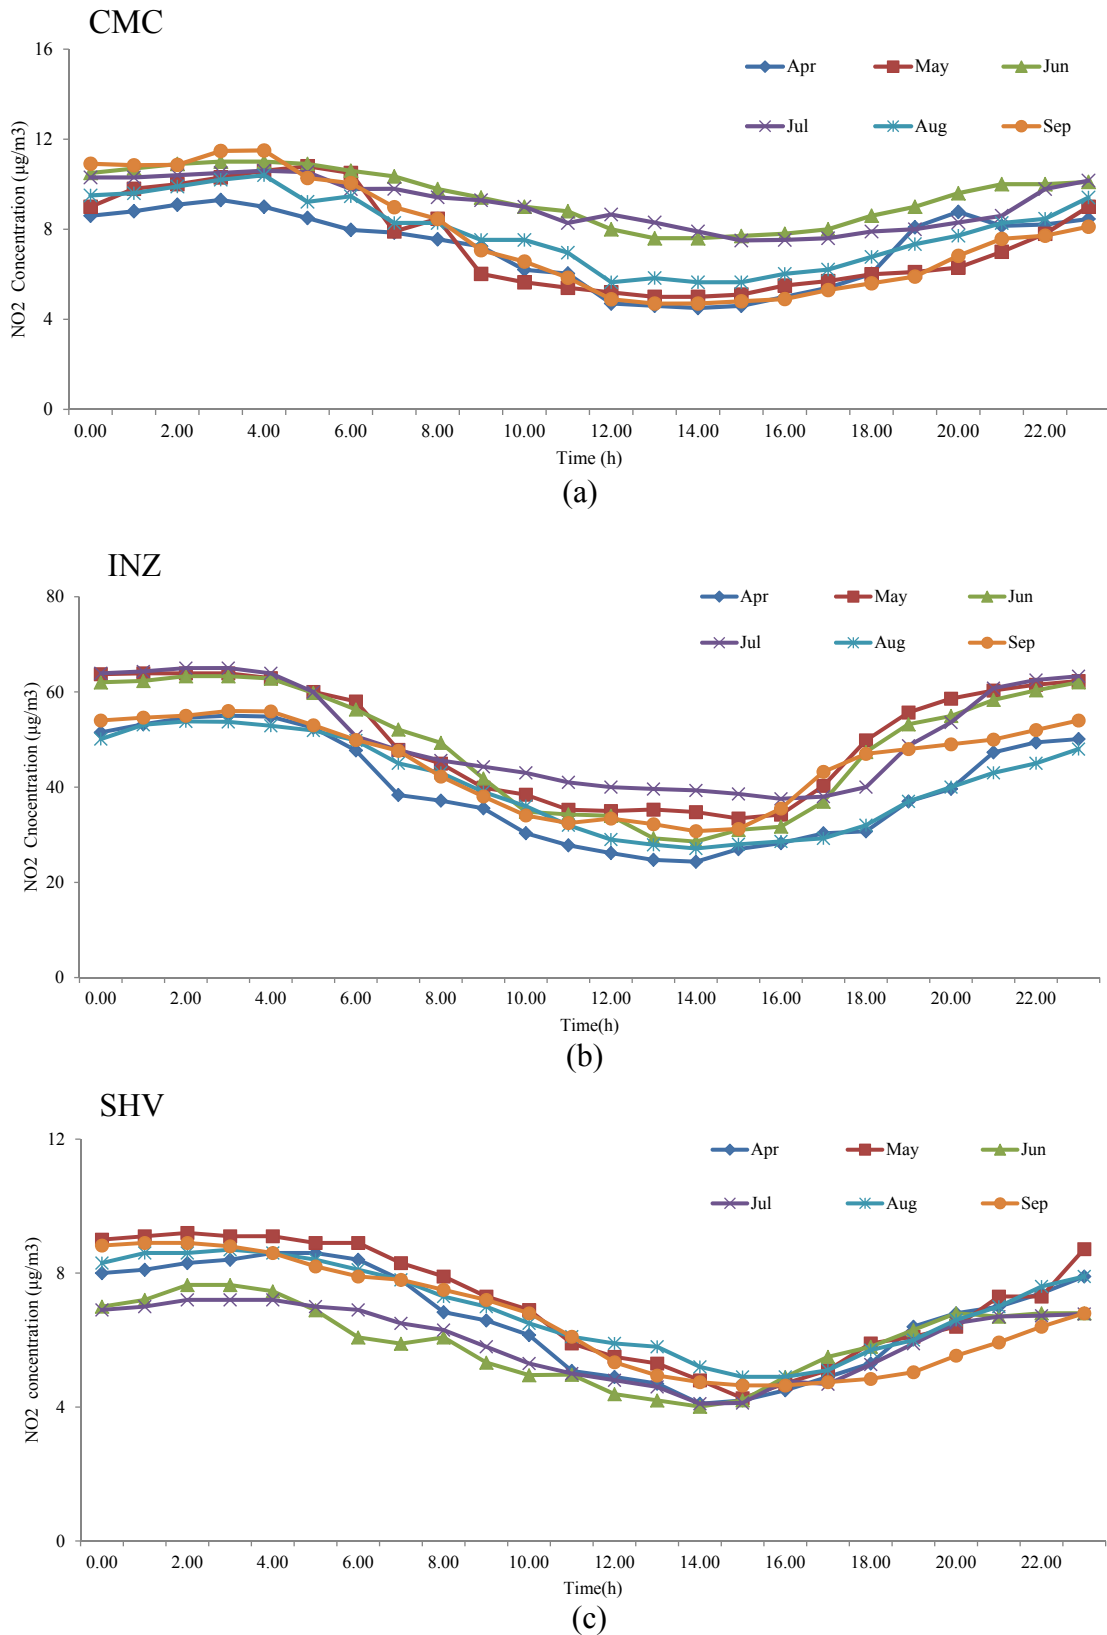 CMC
16
12
8
4
0
NO2 Concentration (µg/m3)
Apr May Jun
Jul Aug Sep
0.00 2.00 4.00 6.00 8.00 10.00 12.00 14.00 16.00 18.00 20.00 22.00
Time (h)
(a)
INZ
80
60
40
20
0
NO2 Cnocentration (µg/m3)
Apr May Jun
Jul Aug Sep
0.00 2.00 4.00 6.00 8.00 10.00 12.00 14.00 16.00 18.00 20.00 22.00
Time(h)
(b)
SHV
12
8
4
0
NO2 concentration (µg/m3)
Apr May Jun
Jul Aug Sep
0.00 2.00 4.00 6.00 8.00 10.00 12.00 14.00 16.00 18.00 20.00 22.00
Time(h)
(c)